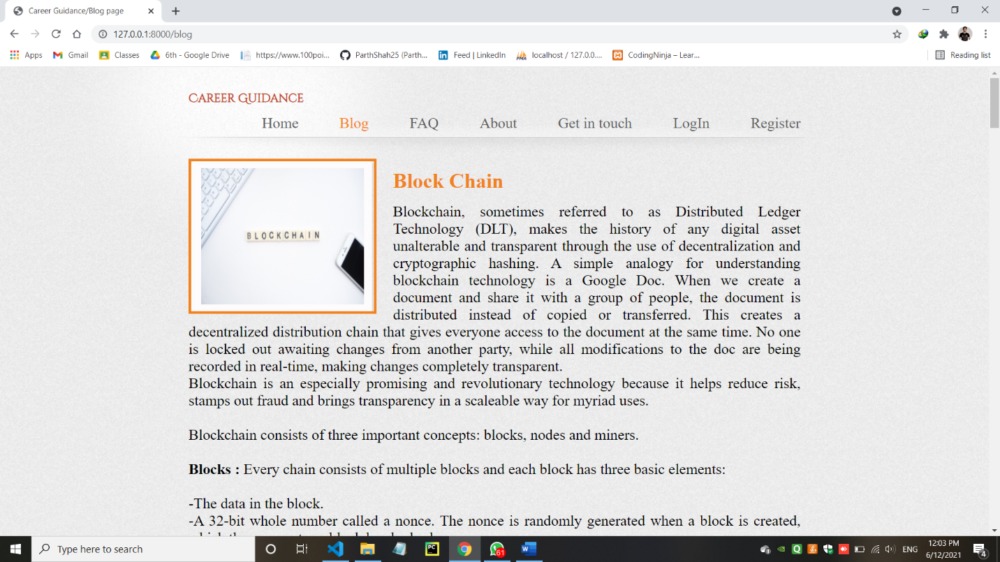 Career Guidance/Blog page
127.0.0.1:8000/blog
Apps
Gmail
Classes
6th - Google Drive
https://www.100poi...
ParthShah25 (Parth...
Feed | LinkedIn
localhost / 127.0.0....
CodingNinja – Lear...
Reading list
CAREER GUIDANCE
Home
Blog
FAQ
About
Get in touch
LogIn
Register
BLOCKCHAIN
Block Chain
Blockchain, sometimes referred to as Distributed Ledger
Technology (DLT), makes the history of any digital asset
unalterable and transparent through the use of decentralization and
cryptographic hashing. A simple analogy for understanding
blockchain technology is a Google Doc. When we create a
document and share it with a group of people, the document is
distributed instead of copied or transferred. This creates a
decentralized distribution chain that gives everyone access to the document at the same time. No one
is locked out awaiting changes from another party, while all modifications to the doc are being
recorded in real-time, making changes completely transparent.
Blockchain is an especially promising and revolutionary technology because it helps reduce risk,
stamps out fraud and brings transparency in a scaleable way for myriad uses.
Blockchain consists of three important concepts: blocks, nodes and miners.
Blocks : Every chain consists of multiple blocks and each block has three basic elements:
-The data in the block.
-A 32-bit whole number called a nonce. The nonce is randomly generated when a block is created,
Type here to search
PC
61
ENG
12:03 PM
6/12/2021
4